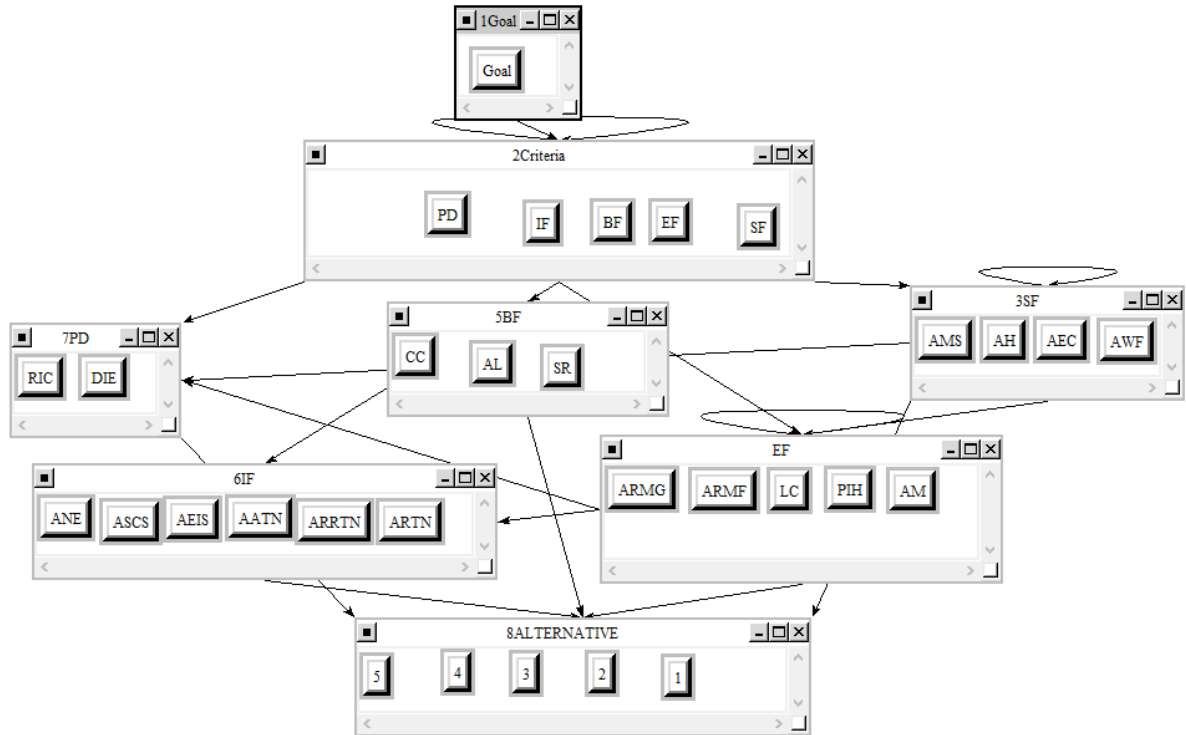 1Goal
Goal
2Criteria
PD IF BF EF SF
3SF
AMS AH AEC AWF
5BF
CC AL SR
7PD
RIC DIE
EF
ARMG ARMF LC PIH AM
6IF
ANE ASCS AEIS AATN ARRTN ARTN
8ALTERNATIVE
5 4 3 2 1